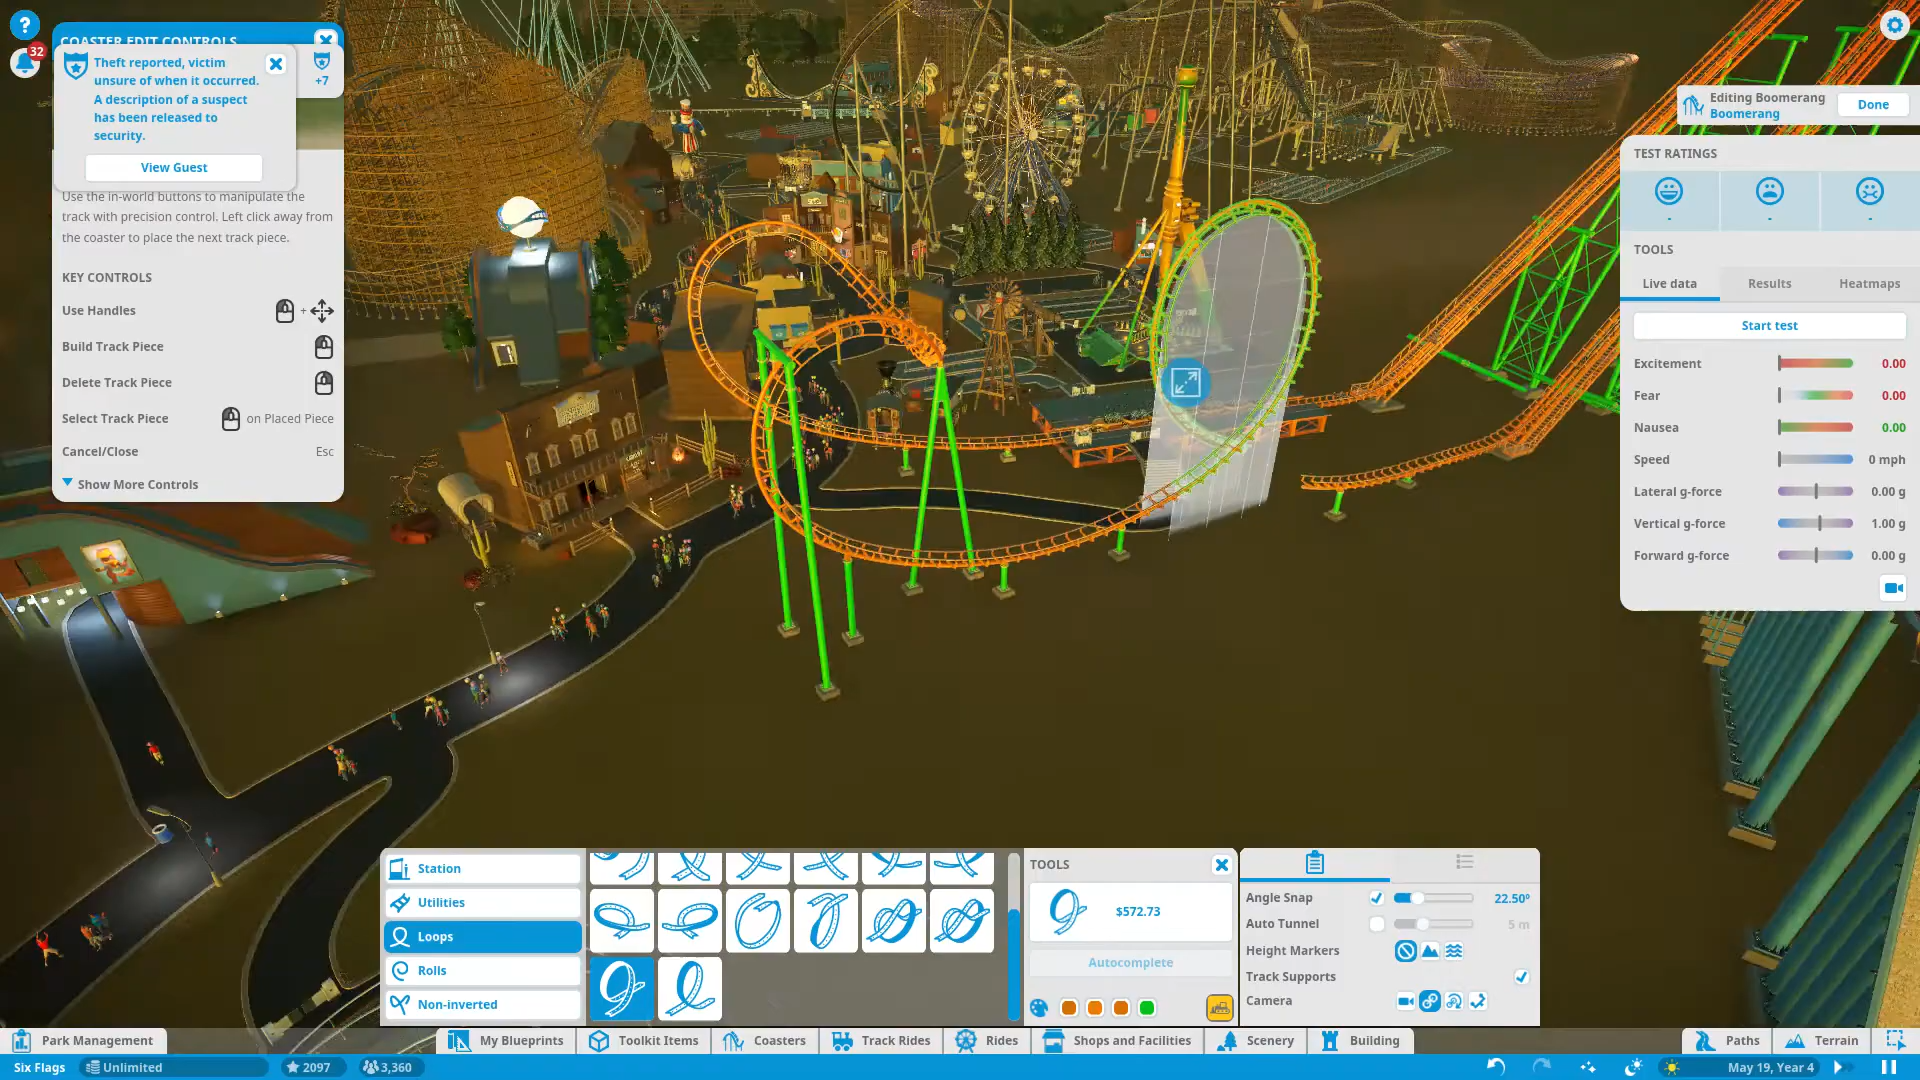 ?
32
COASTER EDIT CONTROLS
Theft reported, victim
unsure of when it occurred.
A description of a suspect
has been released to
security.
View Guest
+7
Use the in-world buttons to manipulate the
track with precision control. Left click away from
the coaster to place the next track piece.
KEY CONTROLS
Use Handles
+
Build Track Piece
Delete Track Piece
Select Track Piece
on Placed Piece
Cancel/Close
Esc
Show More Controls
Editing Boomerang
Boomerang
Done
TEST RATINGS
-
-
-
TOOLS
Live data
Results
Heatmaps
Start test
Excitement
0.00
Fear
0.00
Nausea
0.00
Speed
0 mph
Lateral g-force
0.00 g
Vertical g-force
1.00 g
Forward g-force
0.00 g
Station
Utilities
Loops
Rolls
Non-inverted
TOOLS
$572.73
Autocomplete
Angle Snap
22.50°
Auto Tunnel
5 m
Height Markers
Track Supports
Camera
Park Management
My Blueprints
Toolkit Items
Coasters
Track Rides
Rides
Shops and Facilities
Scenery
Building
Paths
Terrain
Six Flags
Unlimited
2097
3,360
May 19, Year 4